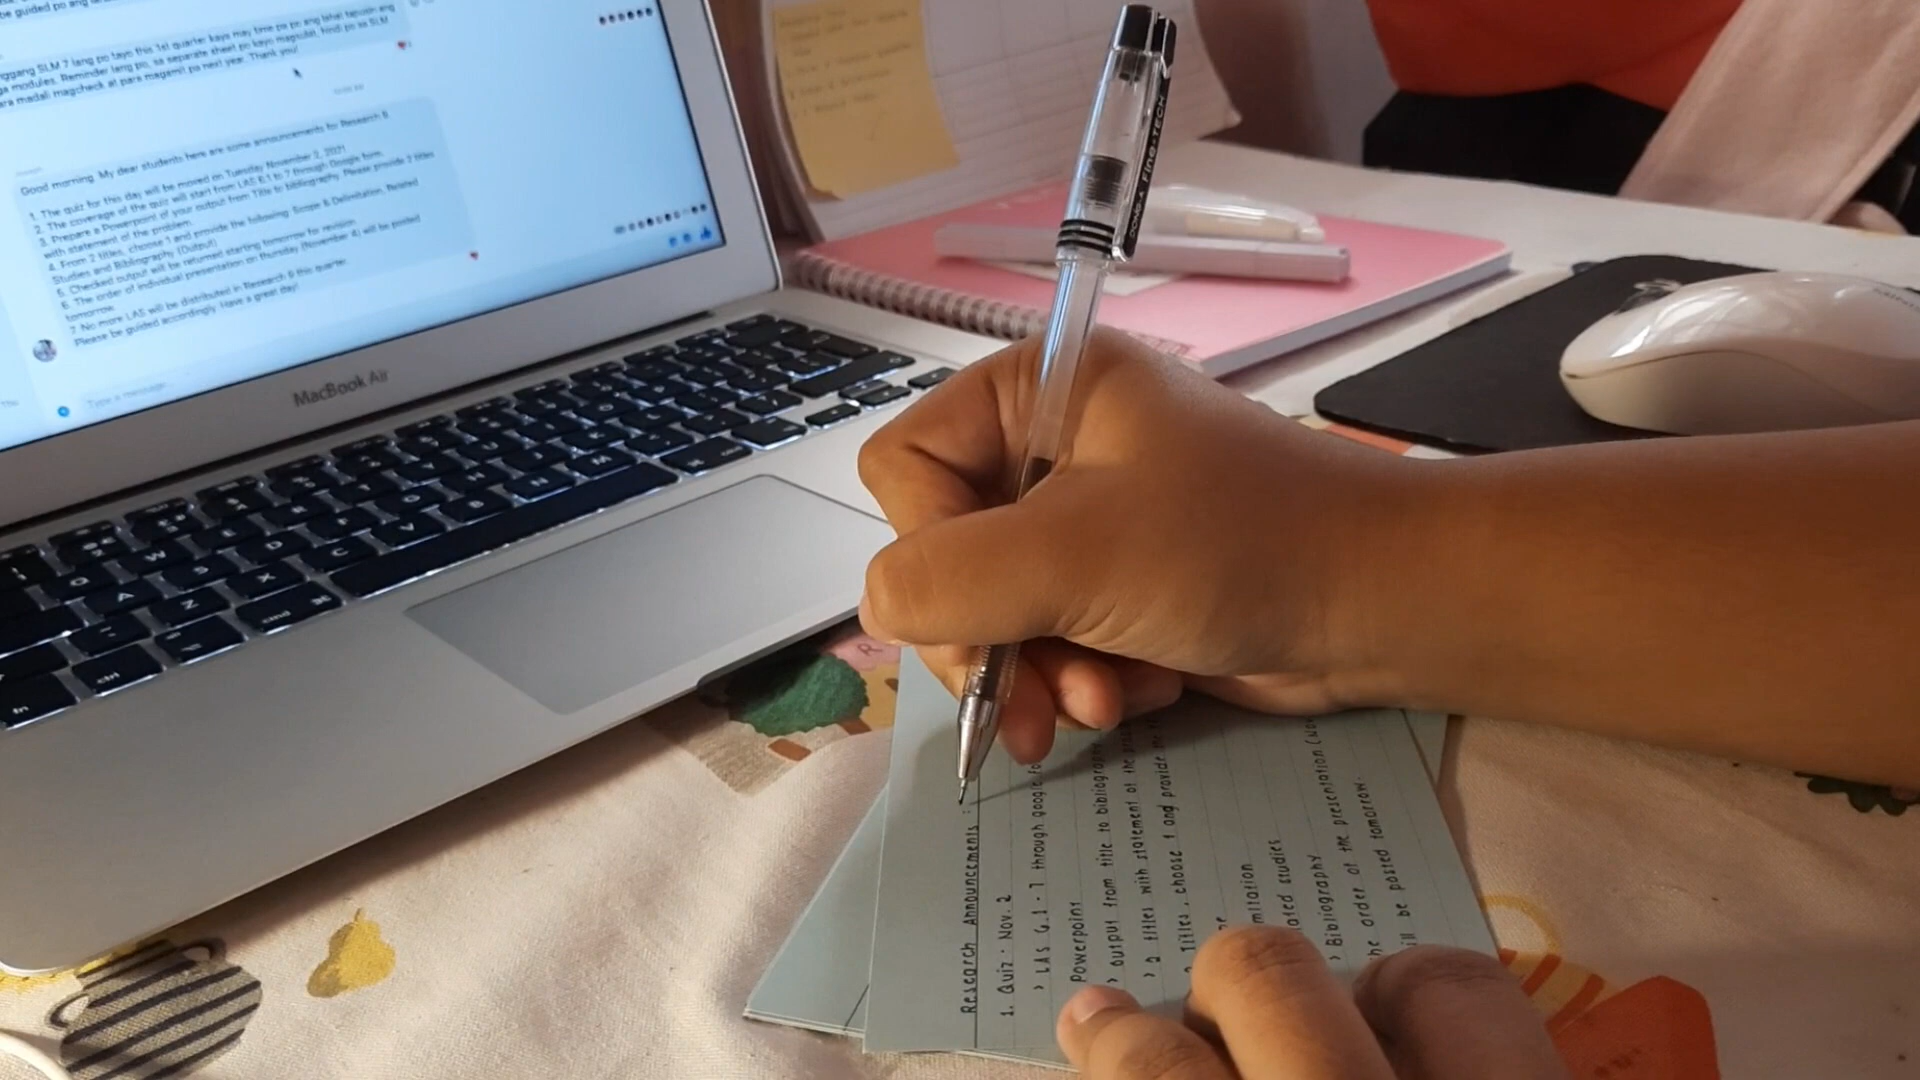 be guided po ang
SLM 7 lang po tayo this 1st quarter kaya may time pa po ang lahat tapusin ang
modules. Reminder lang po, sa separate sheet po kayo magsulat, hindi po sa SLM
para madali magcheck at para magamit pa next year. Thank you!
Good morning. My dear students here are some announcements for Research 8
1. The quiz for this day will be moved on Tuesday November 2, 2021
2. The coverage of the quiz will start from LAS 6.1 to 7 through Google form.
3. Prepare a Powerpoint of your output from Title to bibliography. Please provide 2 titles
with statement of the problem.
4. From 2 titles, choose 1 and provide the following: Scope & Delimitation, Related
Studies and Bibliography (Output)
5. Checked output will be returned starting tomorrow for revision
6. The order of individual presentation on thursday (November 4) will be posted
tomorrow.
7. No more LAS will be distributed in Research 8 this quarter.
Please be guided accordingly. Have a great day!
Type a message...
MacBook Air
DONG-A FINE-TECH
Research Announcements :
1. Quiz · Nov. 2
> LAS 6.1 - 7 through google fo
Powerpoint
> output from title to bibliography
> 2 titles with statement of the
Titles, choose 1 and provide
studies
> Bibliography
order of the presentation
be posted tomorrow.